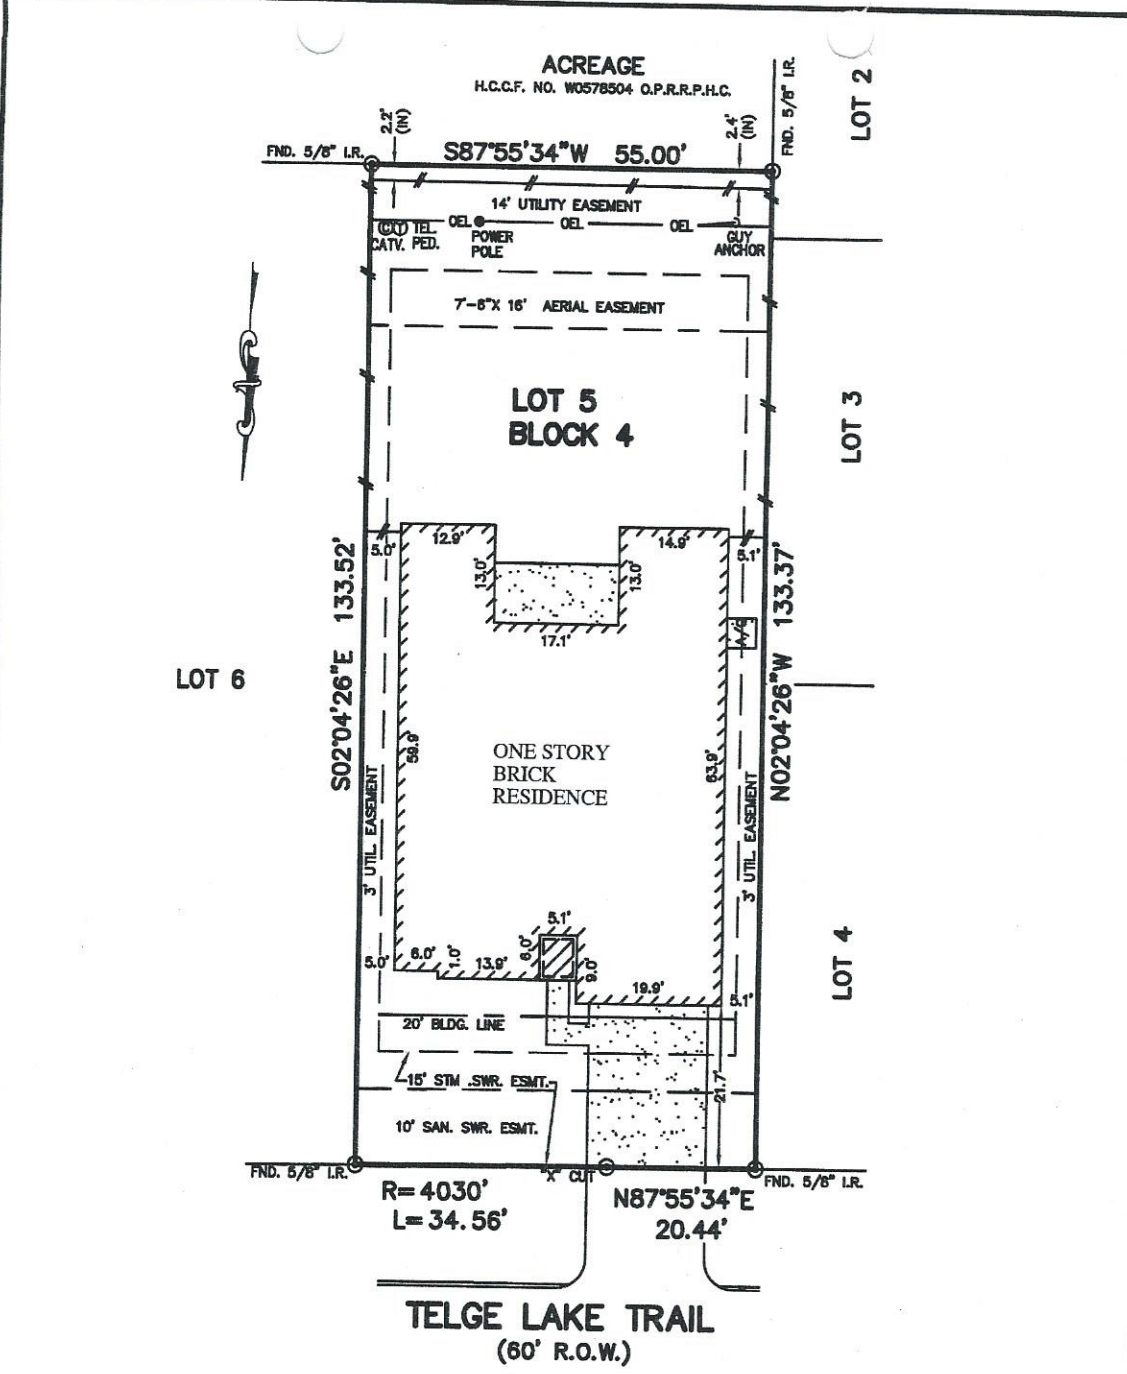 ACREAGE
H.C.C.F. NO. W0578504 O.P.R.R.P.H.C.
LOT 2
FND. 5/8" I.R.
2.2'
(IN)
2.4'
(IN)
FND. 5/8" I.R.
S87°55'34"W 55.00'
14' UTILITY EASEMENT
OEL
OEL
OEL
C T TEL.
CATV. PED.
POWER
POLE
GUY
ANCHOR
7'-6"X 16' AERIAL EASEMENT
LOT 5
BLOCK 4
LOT 3
12.9'
14.9'
5.0'
5.1'
13.0'
13.0'
17.1'
A/C
S02°04'26"E 133.52'
N02°04'26"W 133.37'
LOT 6
59.9'
63.9'
ONE STORY
BRICK
RESIDENCE
3' UTIL. EASEMENT
3' UTIL. EASEMENT
LOT 4
5.1'
6.0'
5.0'
6.0'
1.0'
13.9'
9.0'
19.9'
5.1'
20' BLDG. LINE
15' STM .SWR. ESMT.
21.7'
10' SAN. SWR. ESMT.
FND. 5/8" I.R.
"X" CUT
FND. 5/8" I.R.
R= 4030'
L= 34.56'
N87°55'34"E
20.44'
TELGE LAKE TRAIL
(60' R.O.W.)